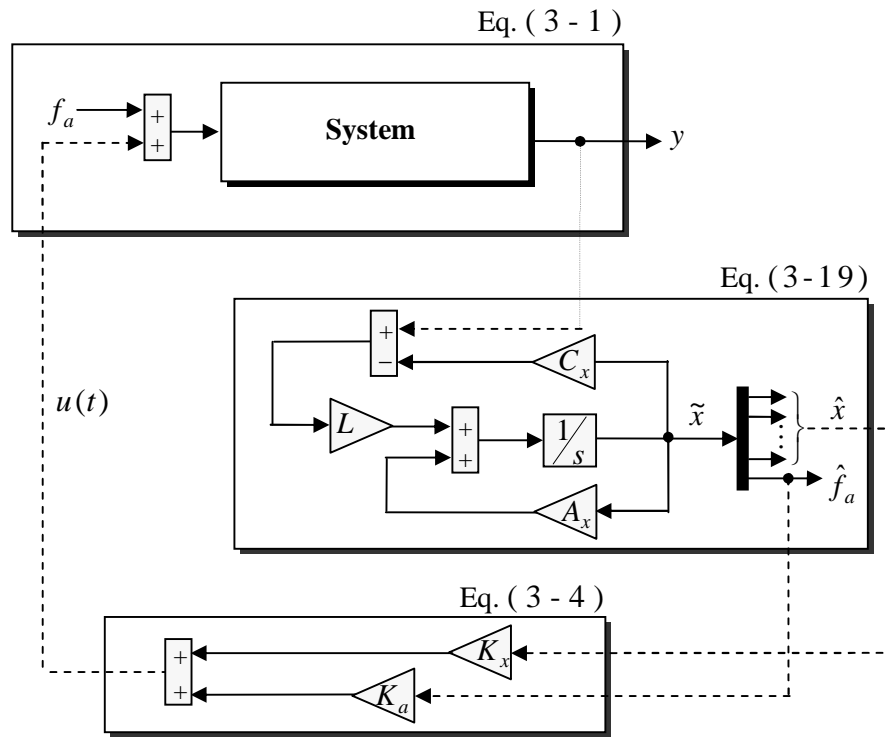 Eq. ( 3 - 1 )
f_a
+
+
System
y
Eq. (3-19)
+
−
C_x
u(t)
L
+
+
1/s
x̃
x̂
f̂_a
A_x
Eq. ( 3 - 4 )
+
+
K_x
K_a